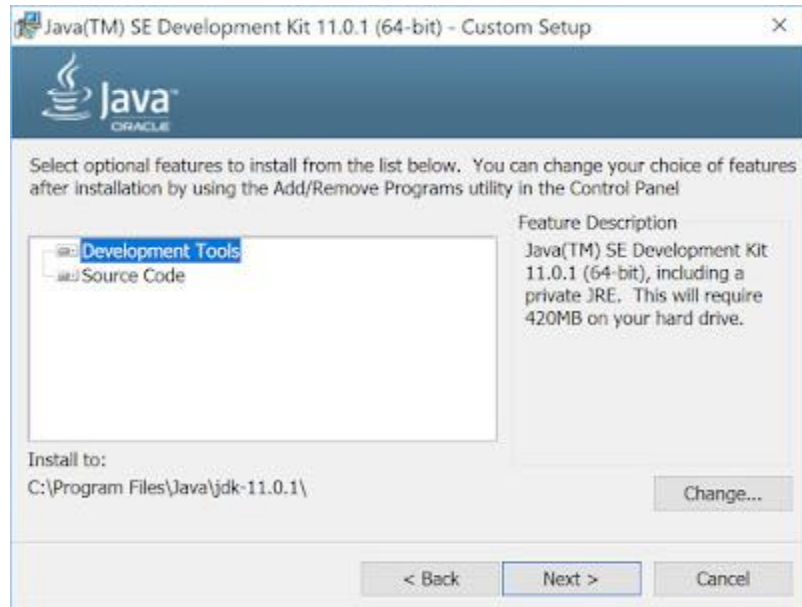 Java(TM) SE Development Kit 11.0.1 (64-bit) - Custom Setup
Java™
ORACLE
Select optional features to install from the list below. You can change your choice of features
after installation by using the Add/Remove Programs utility in the Control Panel
Development Tools
Source Code
Feature Description
Java(TM) SE Development Kit
11.0.1 (64-bit), including a
private JRE. This will require
420MB on your hard drive.
Install to:
C:\Program Files\Java\jdk-11.0.1\
Change...
< Back
Next >
Cancel